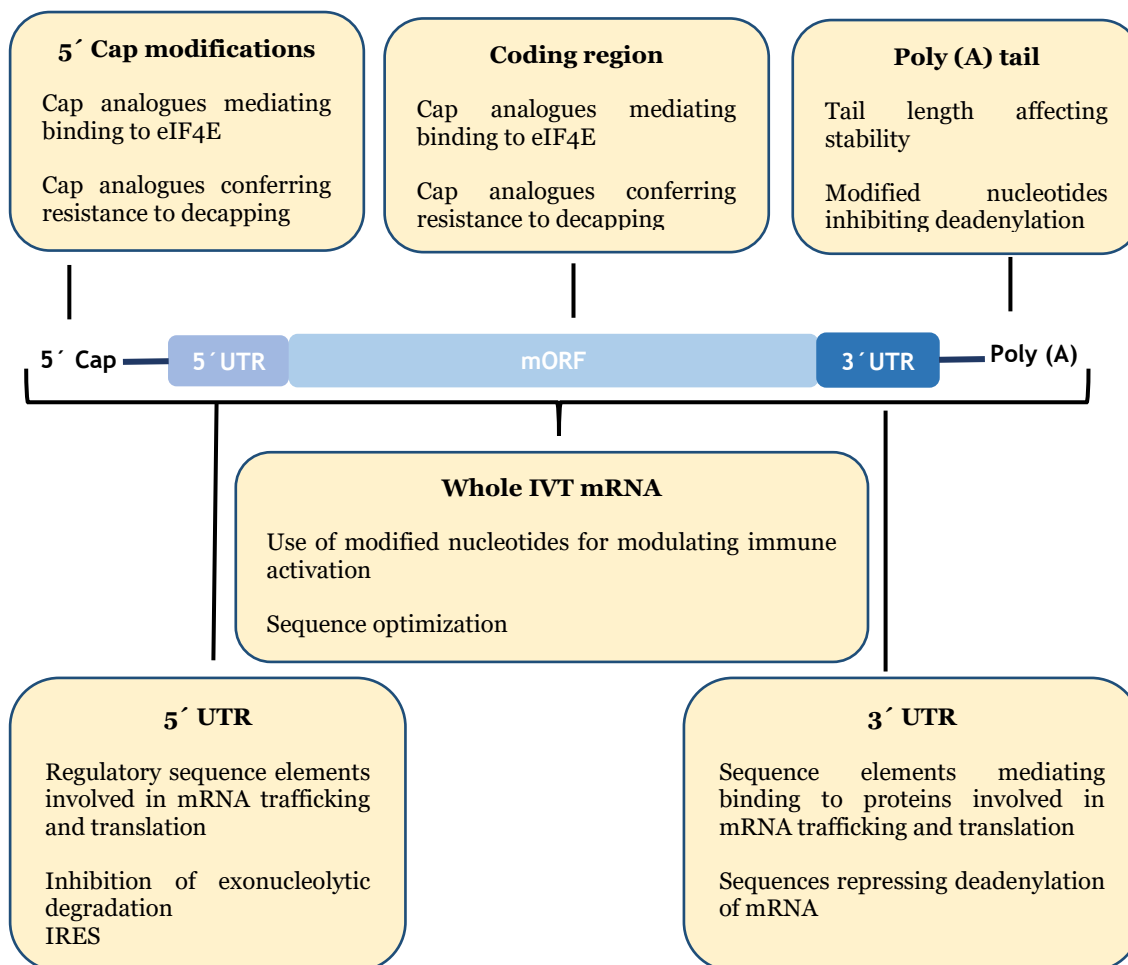 5´ Cap modifications
Cap analogues mediating
binding to eIF4E
Cap analogues conferring
resistance to decapping
Coding region
Cap analogues mediating
binding to eIF4E
Cap analogues conferring
resistance to decapping
Poly (A) tail
Tail length affecting
stability
Modified nucleotides
inhibiting deadenylation
5´ Cap
5´UTR
mORF
3´UTR
Poly (A)
Whole IVT mRNA
Use of modified nucleotides for modulating immune
activation
Sequence optimization
5´ UTR
Regulatory sequence elements
involved in mRNA trafficking
and translation
Inhibition of exonucleolytic
degradation
IRES
3´ UTR
Sequence elements mediating
binding to proteins involved in
mRNA trafficking and translation
Sequences repressing deadenylation
of mRNA